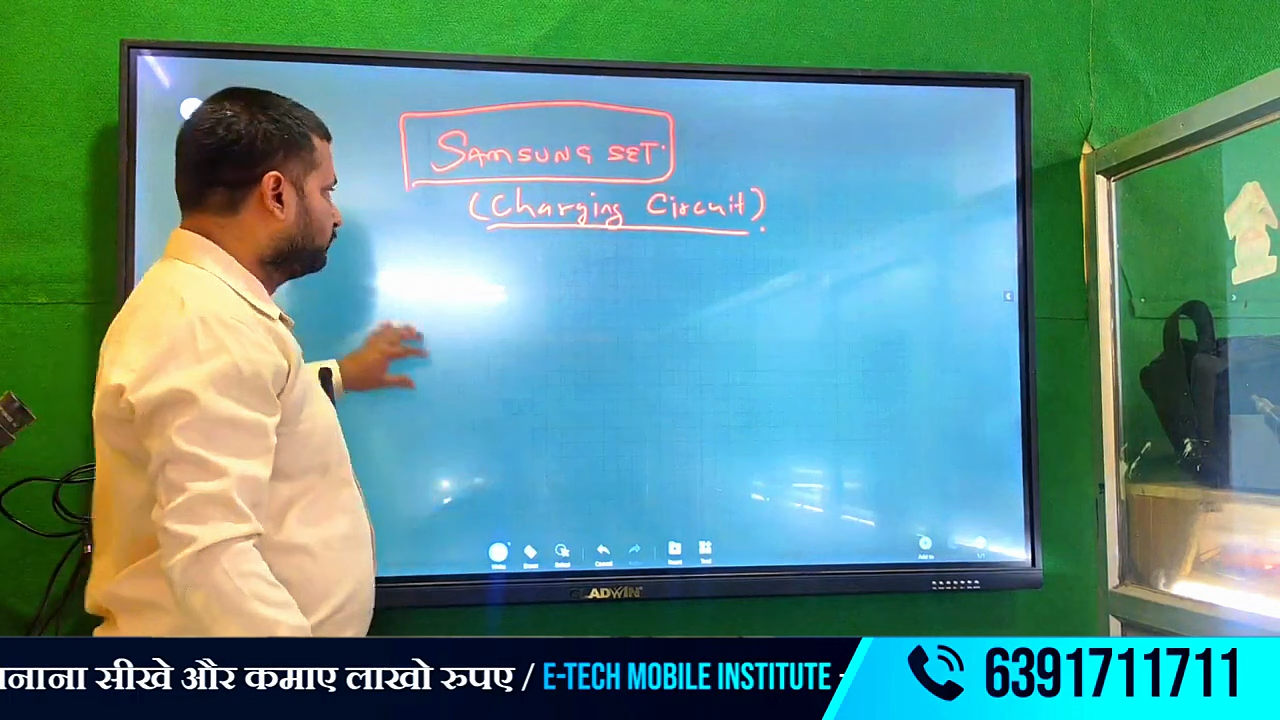 SAMSUNG SET
(Charging Circuit)
GLADWIN
नाना सीखे और कमाए लाखो रुपए / E-TECH MOBILE INSTITUTE -
6391711711